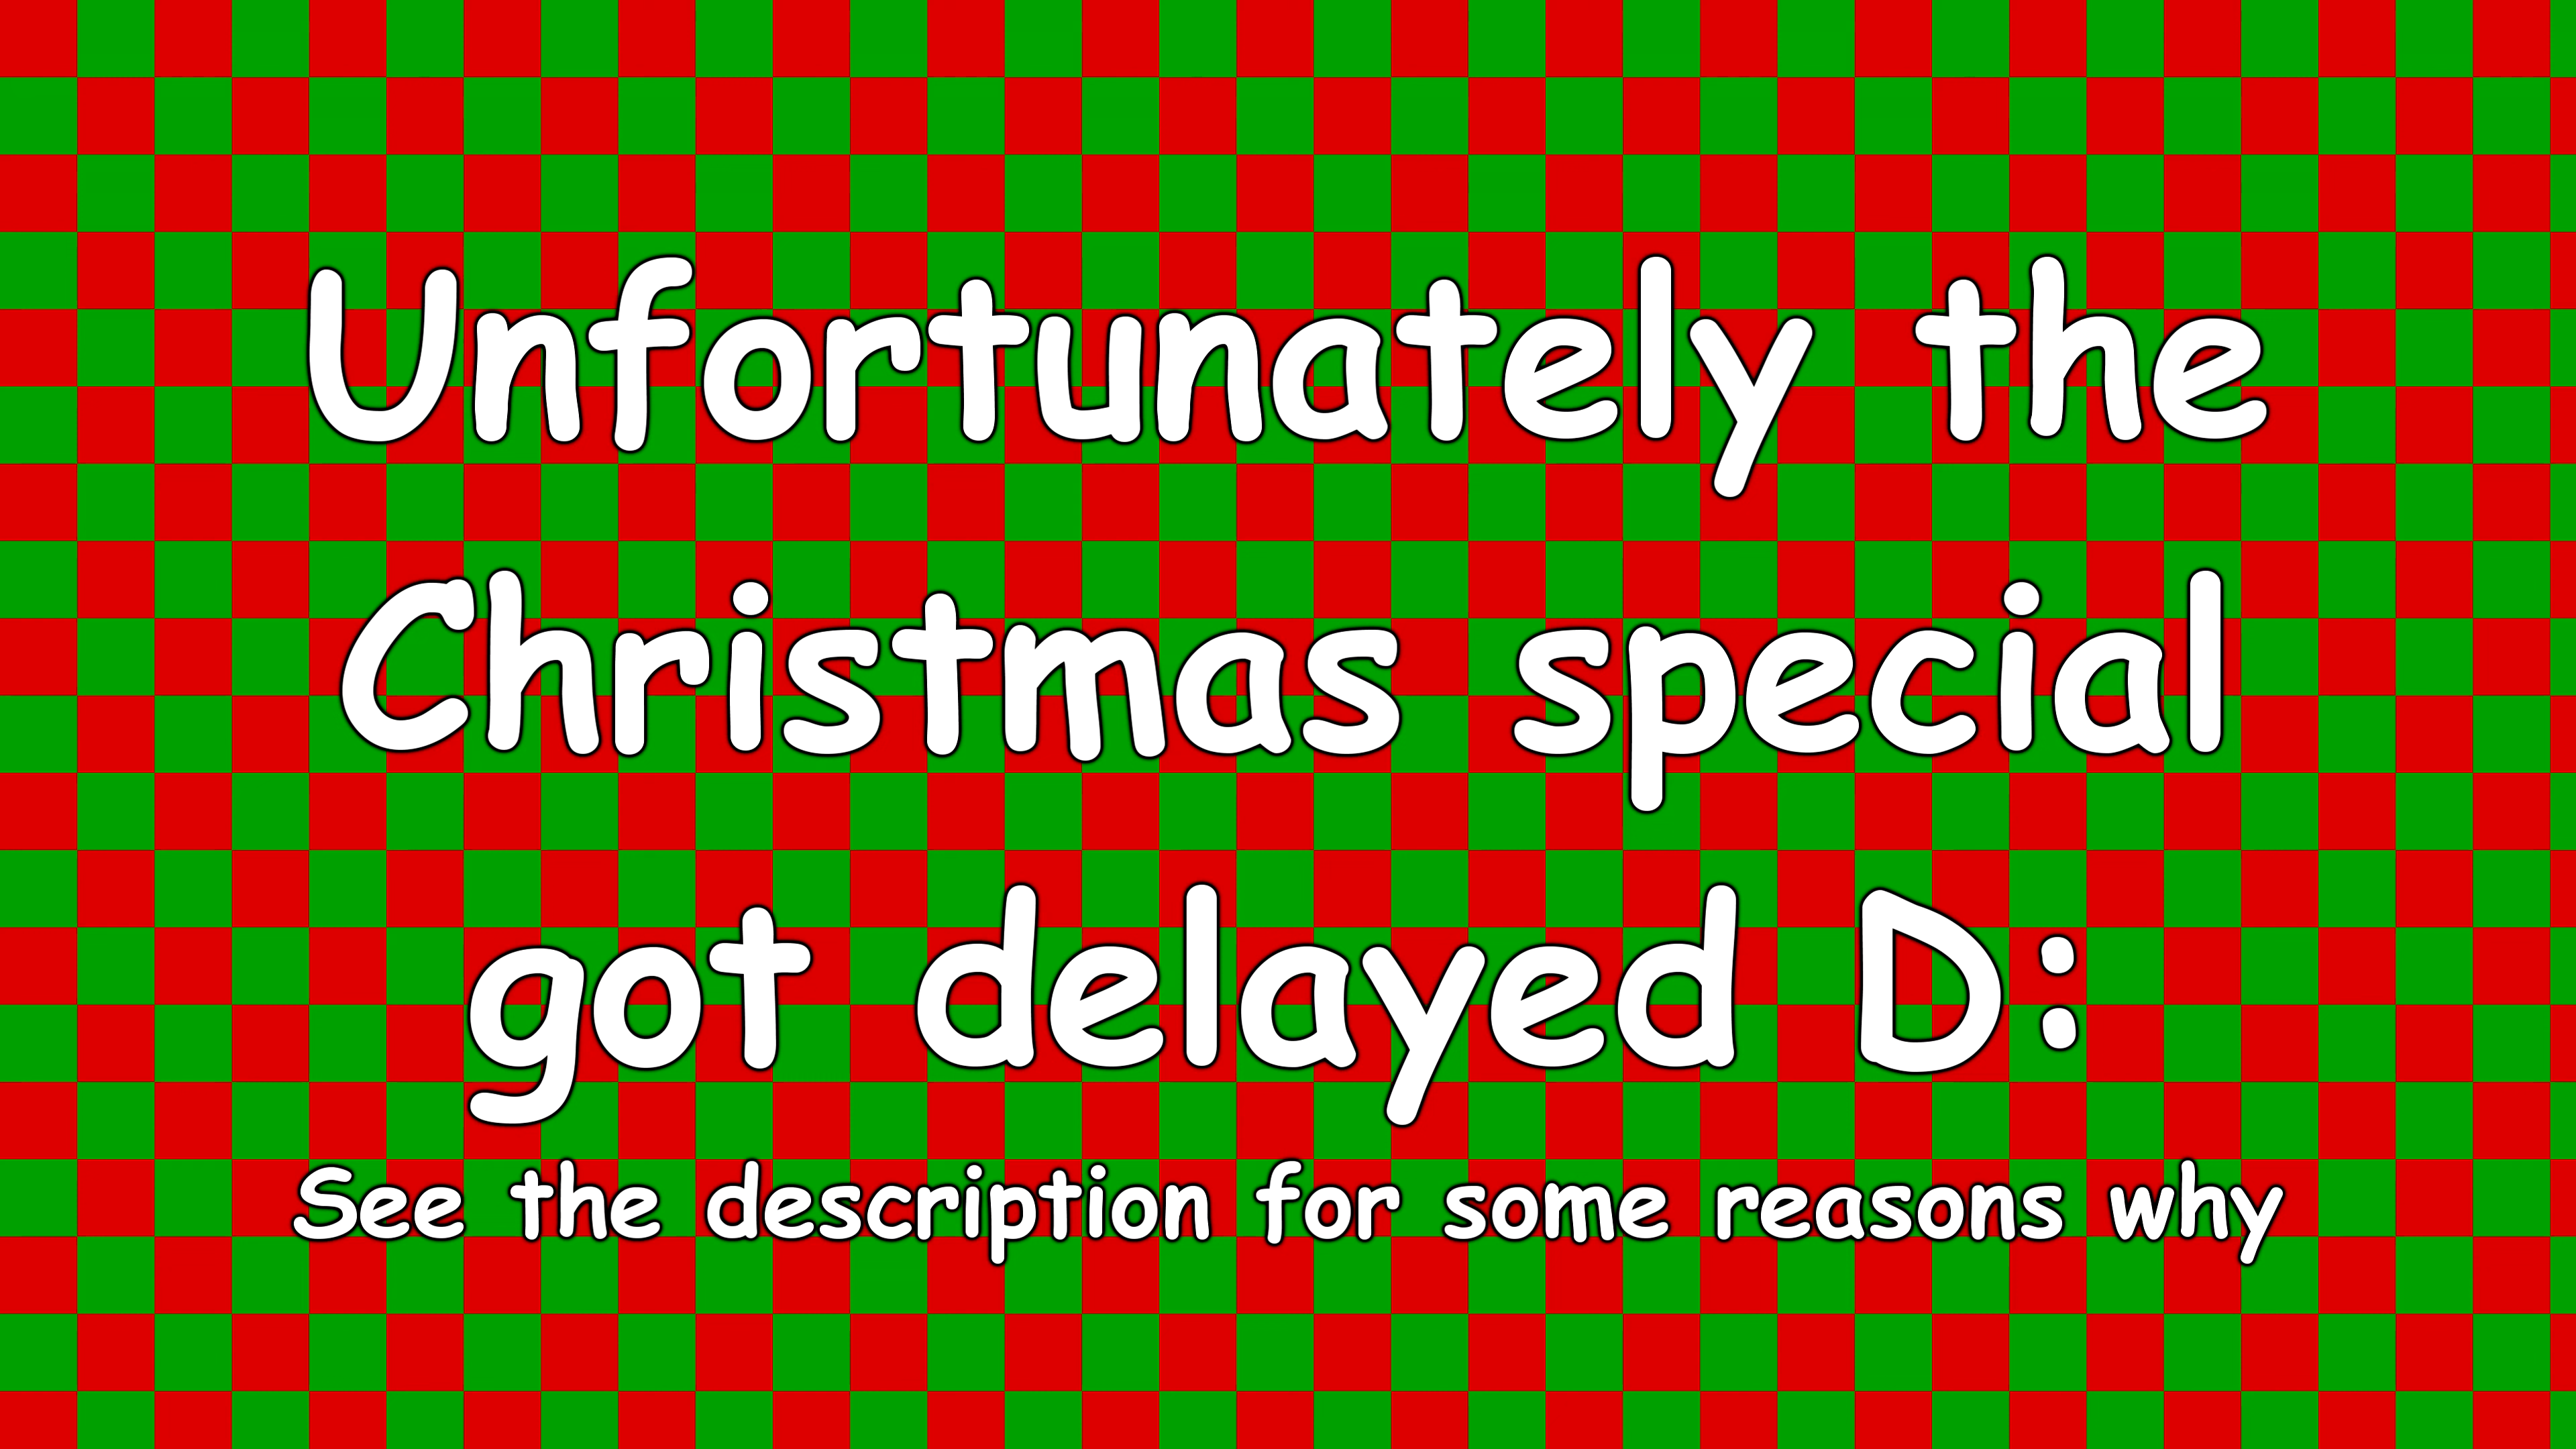 Unfortunately the
Christmas special
got delayed D:
See the description for some reasons why